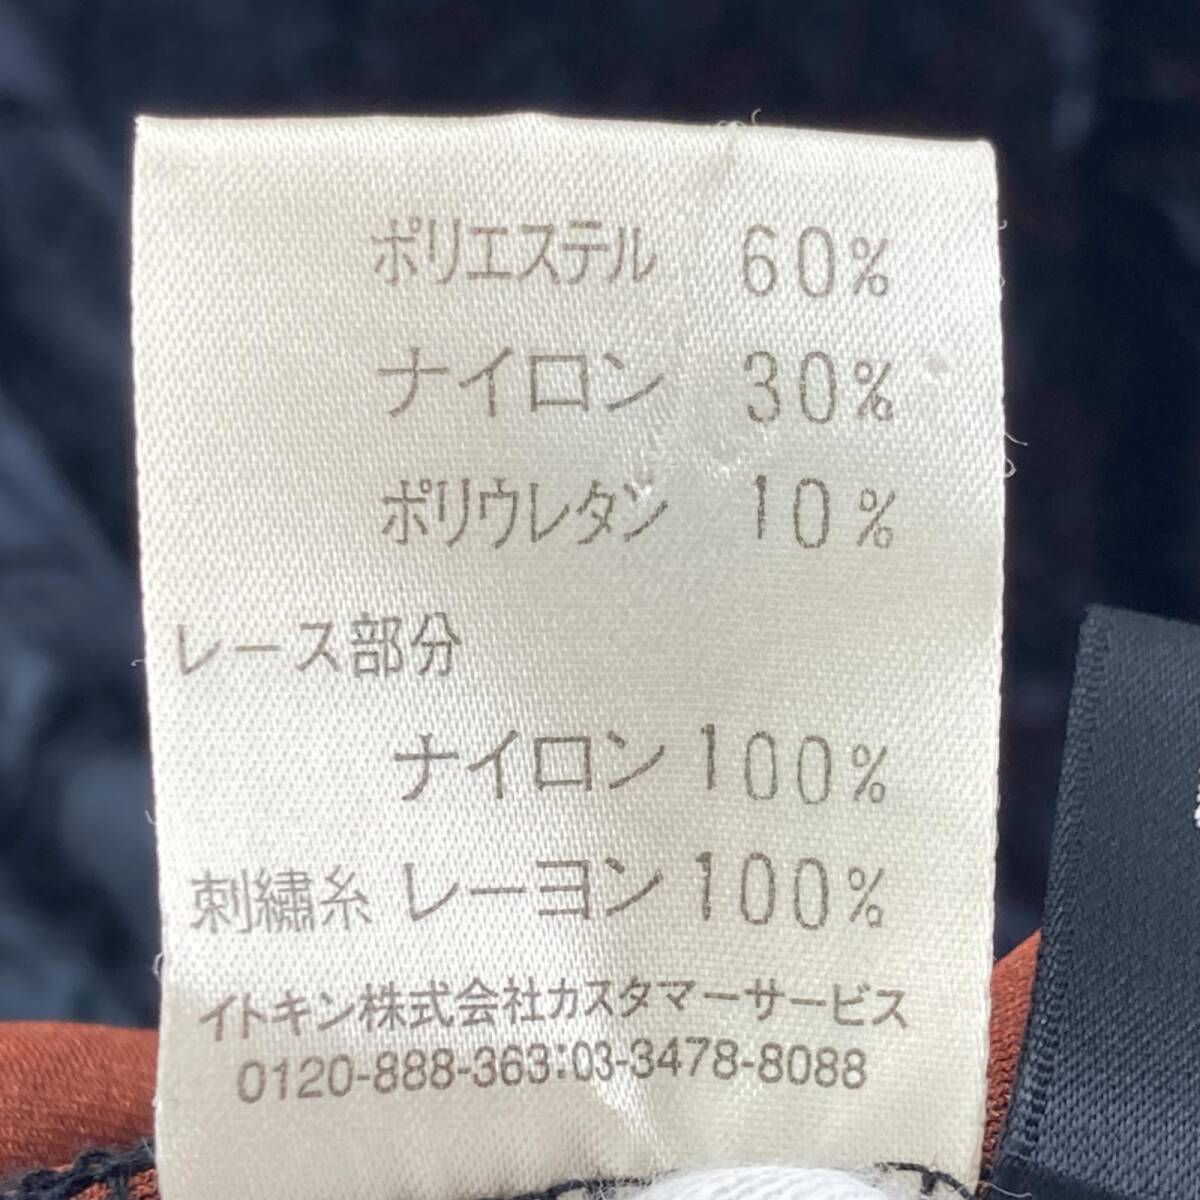 ポリエステル 60%
ナイロン 30%
ポリウレタン 10%
レース部分
ナイロン 100%
刺繍糸 レーヨン 100%
イトキン株式会社カスタマーサービス
0120-888-363:03-3478-8088